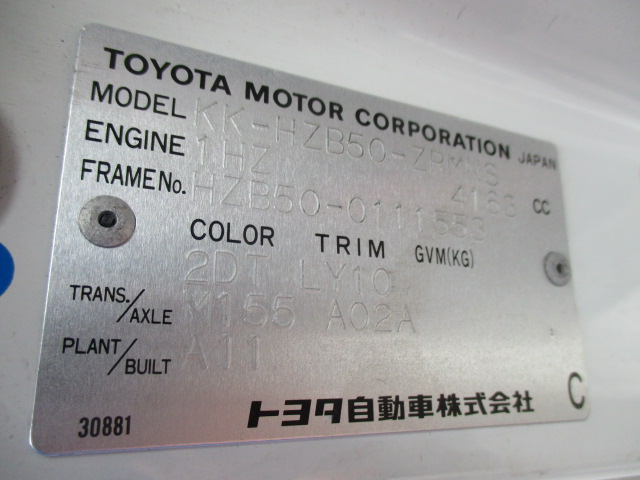 TOYOTA MOTOR CORPORATION JAPAN
MODEL KK-HZB50-ZRMNS
ENGINE 1HZ 4163 CC
FRAME No. HZB50-0111553
COLOR TRIM GVM(KG)
2DT LY10
TRANS./AXLE M155 A02A
PLANT/BUILT A11
トヨタ自動車株式会社 C
30881